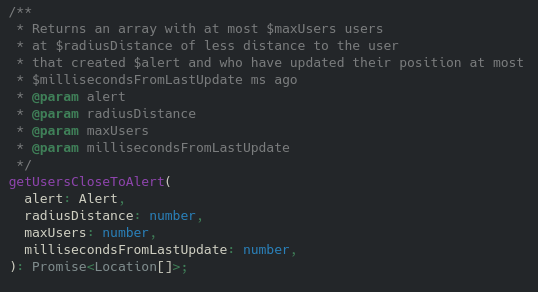 /**
 * Returns an array with at most $maxUsers users
 * at $radiusDistance of less distance to the user
 * that created $alert and who have updated their position at most
 * $millisecondsFromLastUpdate ms ago
 * @param alert
 * @param radiusDistance
 * @param maxUsers
 * @param millisecondsFromLastUpdate
 */
getUsersCloseToAlert(
  alert: Alert,
  radiusDistance: number,
  maxUsers: number,
  millisecondsFromLastUpdate: number,
): Promise<Location[]>;